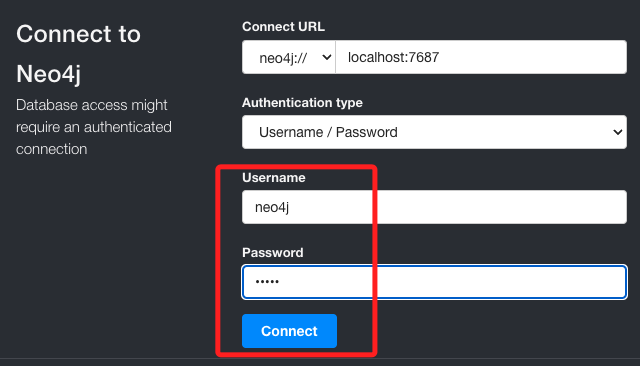 Connect to
Neo4j
Database access might
require an authenticated
connection
Connect URL
neo4j:// localhost:7687
Authentication type
Username / Password
Username
neo4j
Password
•••••
Connect